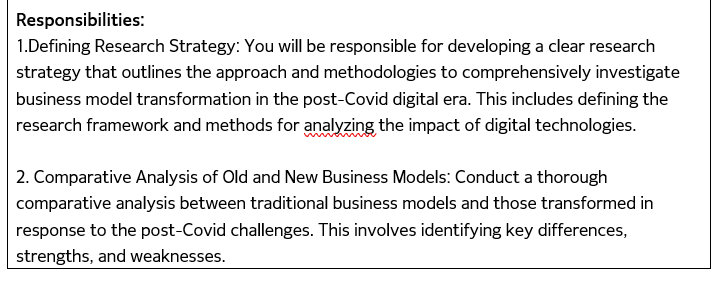 Responsibilities:
1.Defining Research Strategy: You will be responsible for developing a clear research
strategy that outlines the approach and methodologies to comprehensively investigate
business model transformation in the post-Covid digital era. This includes defining the
research framework and methods for analyzing the impact of digital technologies.
2. Comparative Analysis of Old and New Business Models: Conduct a thorough
comparative analysis between traditional business models and those transformed in
response to the post-Covid challenges. This involves identifying key differences,
strengths, and weaknesses.